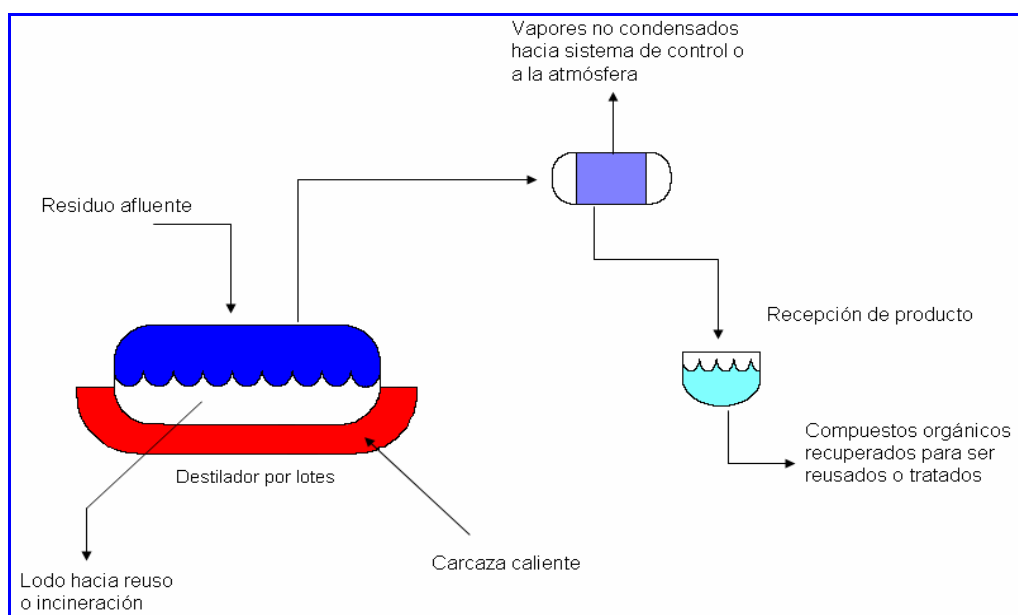 Vapores no condensados
hacia sistema de control o
a la atmósfera
Residuo afluente
Recepción de producto
Destilador por lotes
Compuestos orgánicos
recuperados para ser
reusados o tratados
Carcaza caliente
Lodo hacia reuso
o incineración